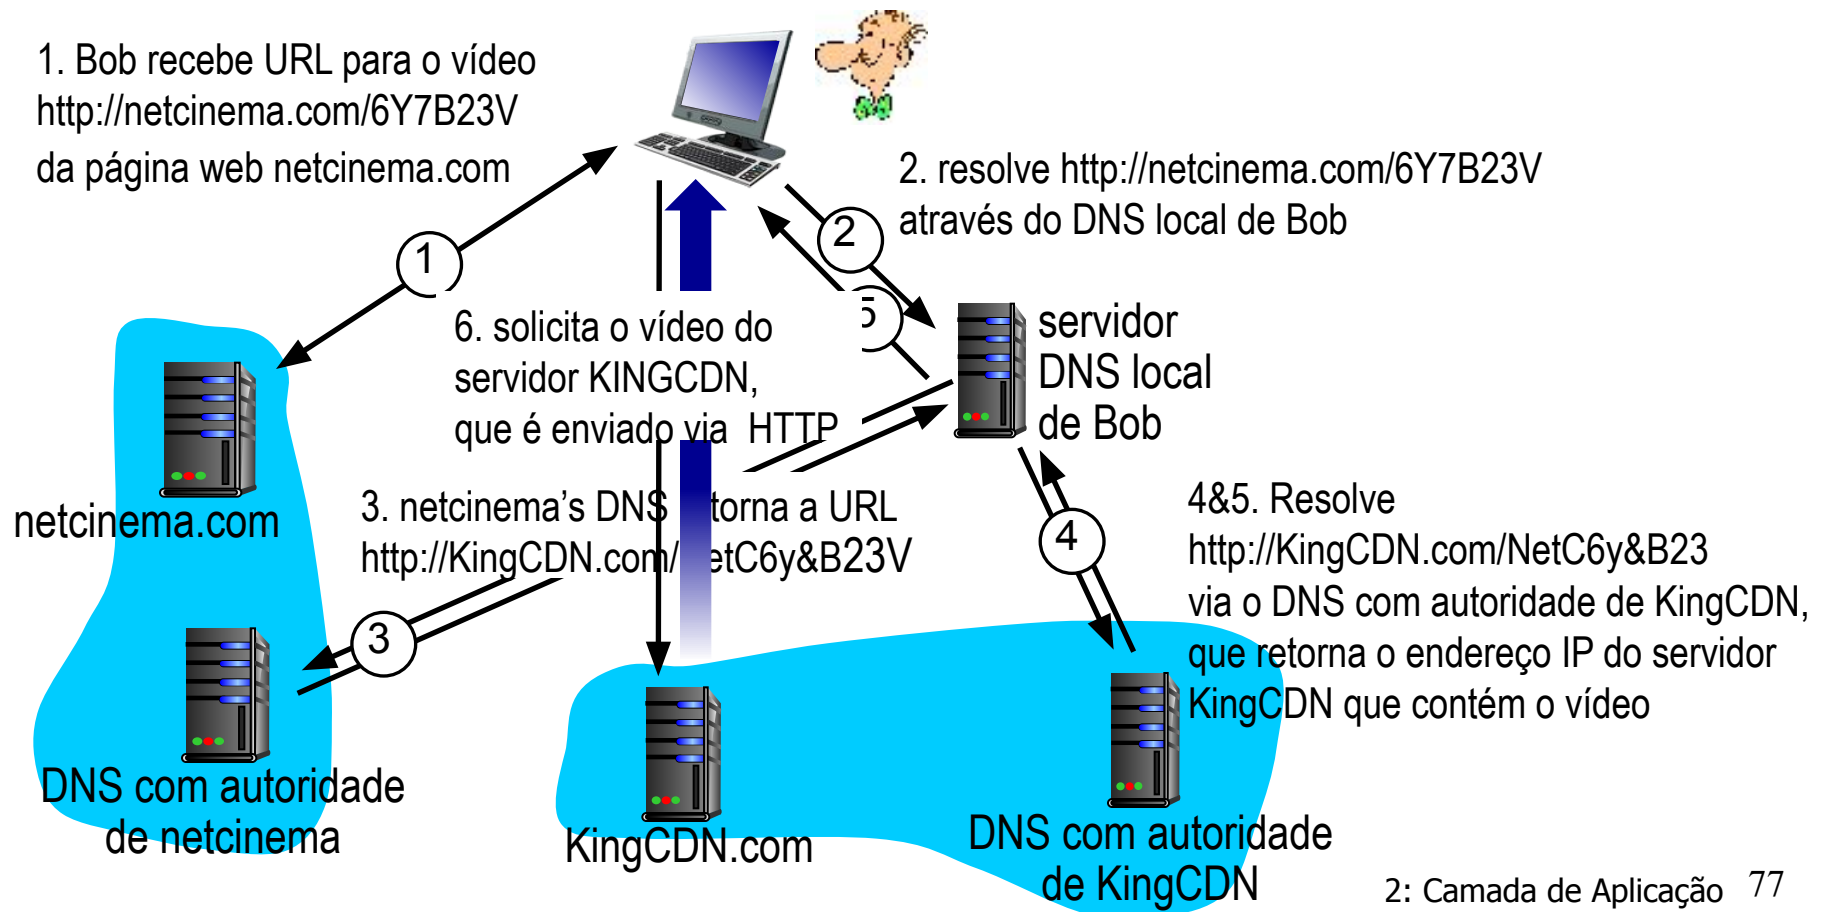 1. Bob recebe URL para o vídeo
http://netcinema.com/6Y7B23V
da página web netcinema.com
2. resolve http://netcinema.com/6Y7B23V
através do DNS local de Bob
1
2
5
6. solicita o vídeo do
servidor KINGCDN,
que é enviado via HTTP
servidor
DNS local
de Bob
netcinema.com
3. netcinema's DNS torna a URL
http://KingCDN.com/ etC6y&B23V
4&5. Resolve
http://KingCDN.com/NetC6y&B23
via o DNS com autoridade de KingCDN,
que retorna o endereço IP do servidor
KingCDN que contém o vídeo
4
3
DNS com autoridade
de netcinema
KingCDN.com
DNS com autoridade
de KingCDN
2: Camada de Aplicação 77